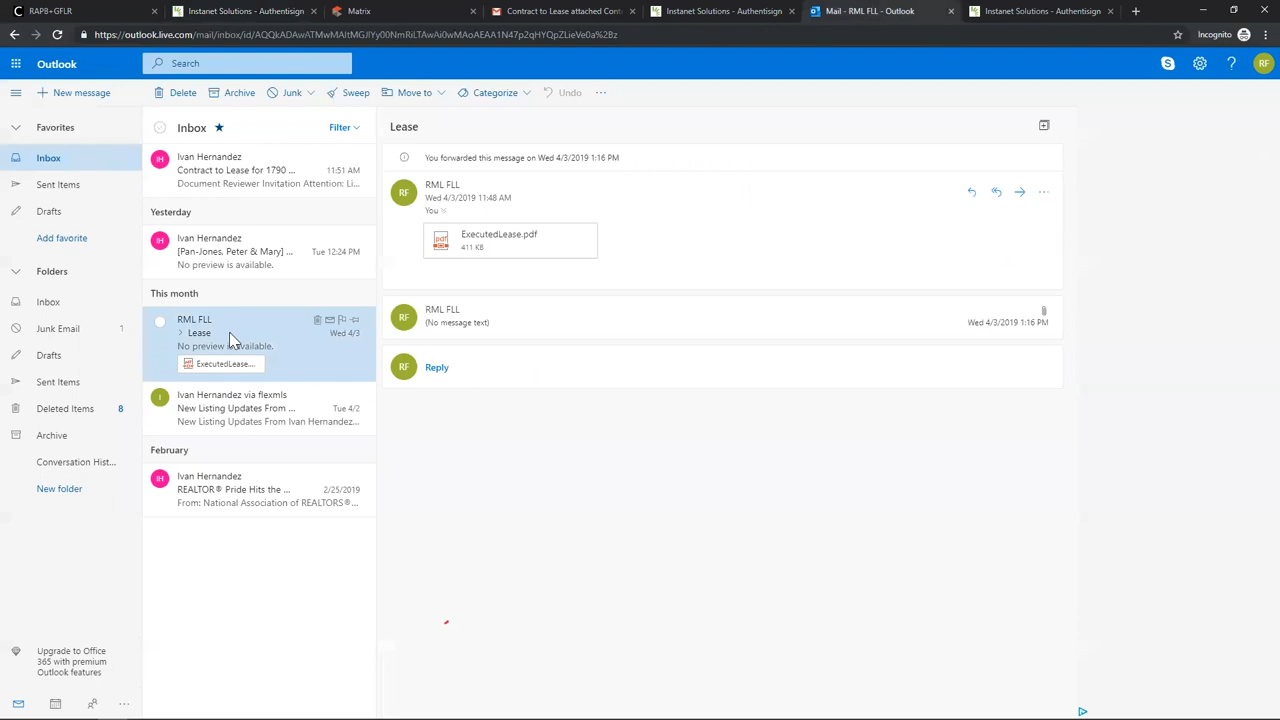 RAPB+GFLR
Instanet Solutions - Authentisign
Matrix
Contract to Lease attached Cont
Instanet Solutions - Authentisign
Mail - RML FLL - Outlook
Instanet Solutions - Authentisign
Incognito
Outlook
Search
RF
New message
Delete
Archive
Junk
Sweep
Move to
Categorize
Undo
Favorites
Inbox
Sent Items
Drafts
Add favorite
Folders
Inbox
Junk Email 1
Drafts
Sent Items
Deleted Items 8
Archive
Conversation Hist...
New folder
Upgrade to Office
365 with premium
Outlook features
Inbox
Filter
IH
Ivan Hernandez
Contract to Lease for 1790 ... 11:51 AM
Document Reviewer Invitation Attention: Li...
Yesterday
IH
Ivan Hernandez
[Pan-Jones, Peter & Mary] ... Tue 12:24 PM
No preview is available.
This month
RML FLL
Lease Wed 4/3
No preview is available.
ExecutedLease....
I
Ivan Hernandez via flexmls
New Listing Updates From ... Tue 4/2
New Listing Updates From Ivan Hernandez...
February
IH
Ivan Hernandez
REALTOR® Pride Hits the ... 2/25/2019
From: National Association of REALTORS®...
Lease
You forwarded this message on Wed 4/3/2019 1:16 PM
RF
RML FLL
Wed 4/3/2019 11:48 AM
You
ExecutedLease.pdf
411 KB
RF
RML FLL
(No message text)
Wed 4/3/2019 1:16 PM
RF
Reply